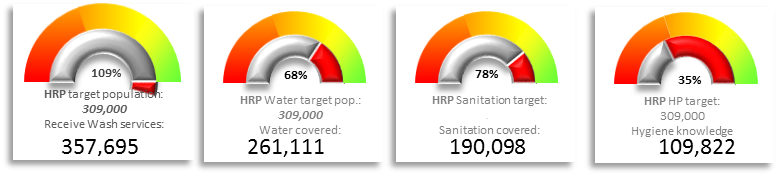 109%
HRP target population:
309,000
Receive Wash services:
357,695
68%
HRP Water target pop.:
309,000
Water covered:
261,111
78%
HRP Sanitation target:
Sanitation covered:
190,098
35%
HRP HP target:
309,000
Hygiene knowledge
109,822